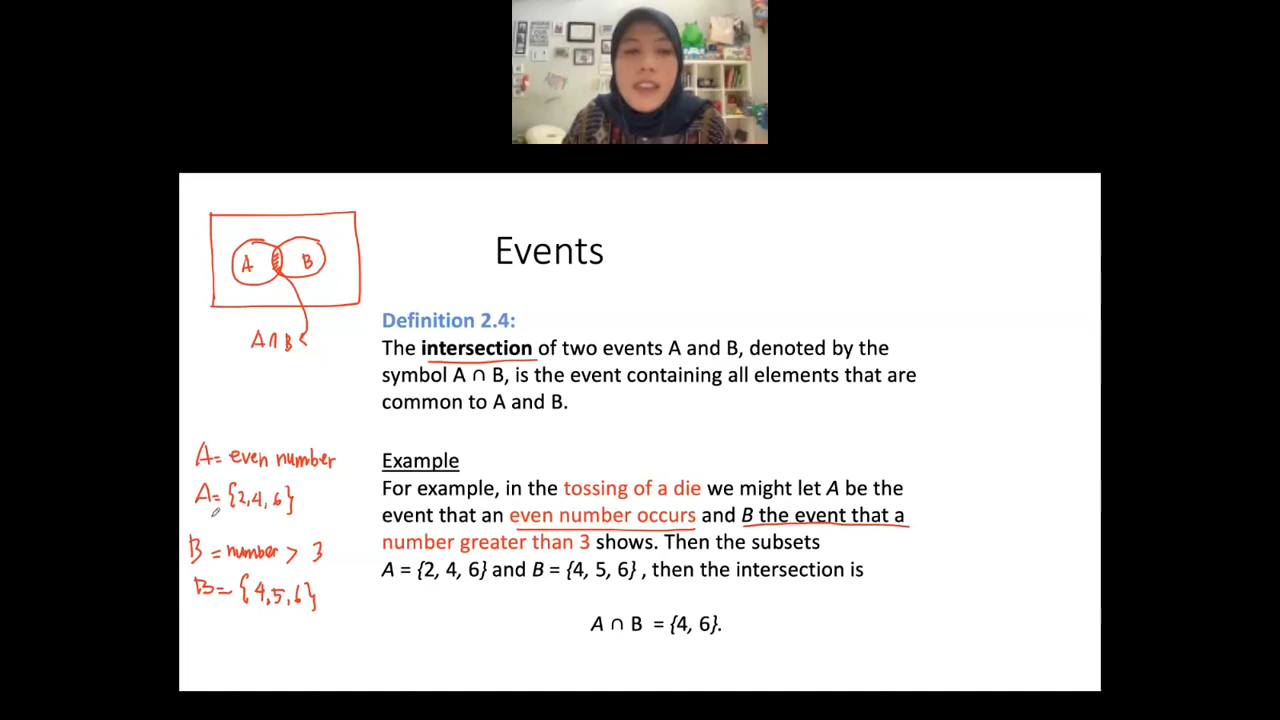 A
B
A ∩ B
Events
Definition 2.4:
The intersection of two events A and B, denoted by the
symbol A ∩ B, is the event containing all elements that are
common to A and B.
A = even number
A = {2,4,6}
B = number > 3
B = {4,5,6}
Example
For example, in the tossing of a die we might let A be the
event that an even number occurs and B the event that a
number greater than 3 shows. Then the subsets
A = {2, 4, 6} and B = {4, 5, 6} , then the intersection is
A ∩ B = {4, 6}.